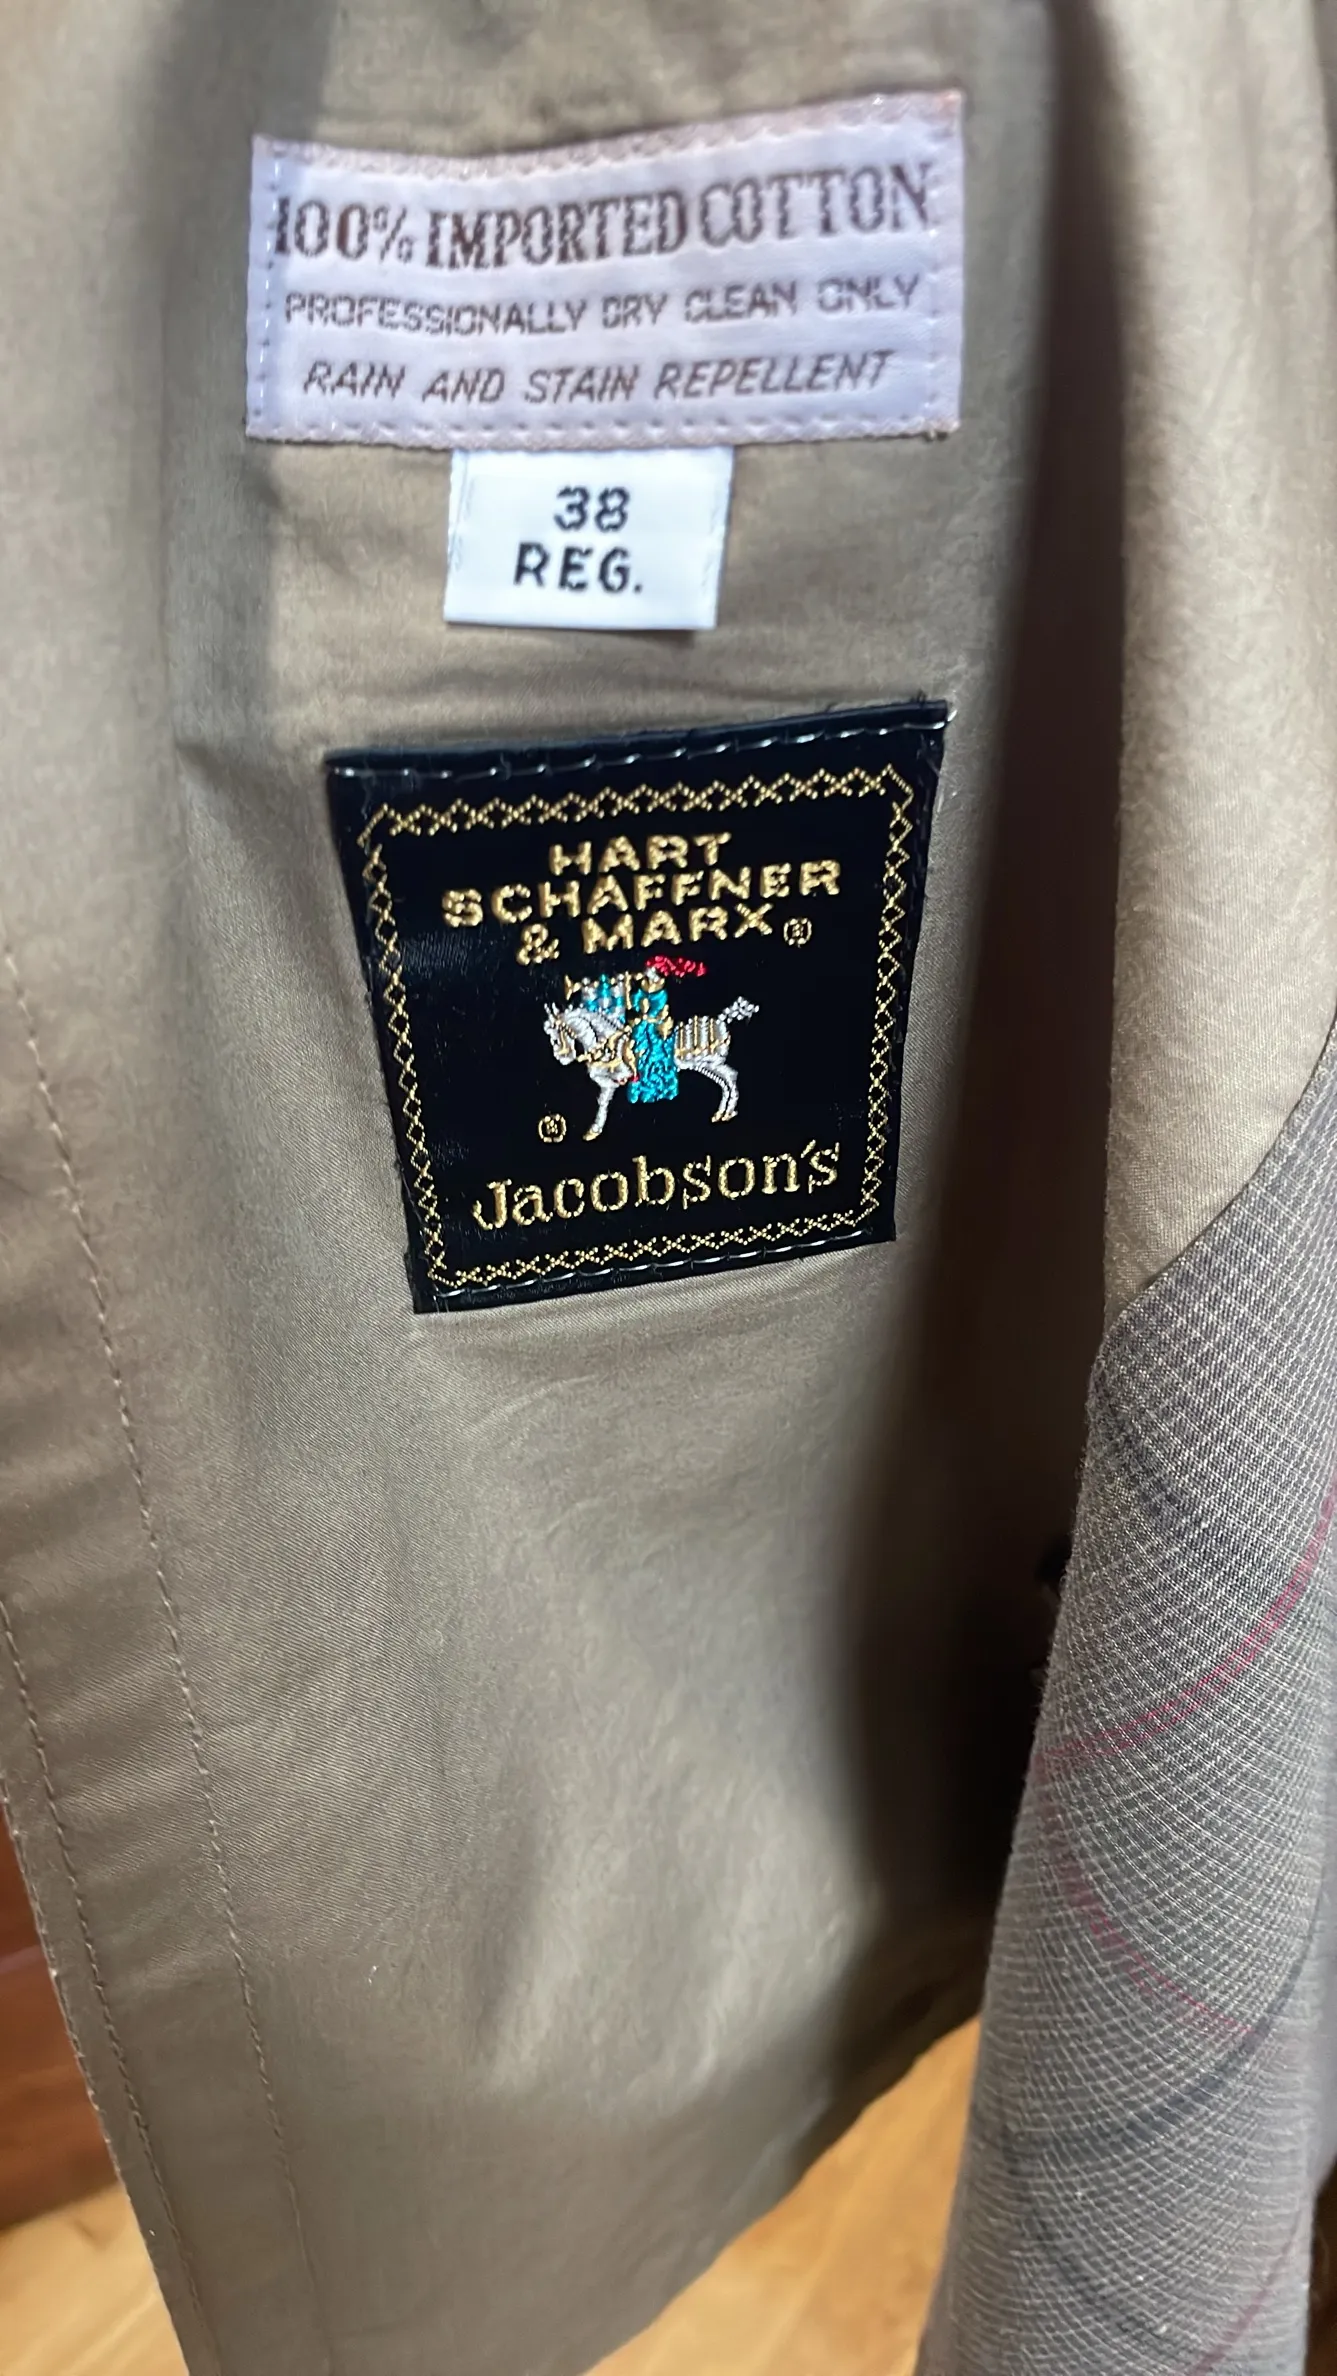 100% IMPORTED COTTON
PROFESSIONALLY DRY CLEAN ONLY
RAIN AND STAIN REPELLENT
38
REG.
HART
SCHAFFNER
& MARX®
®
Jacobson's